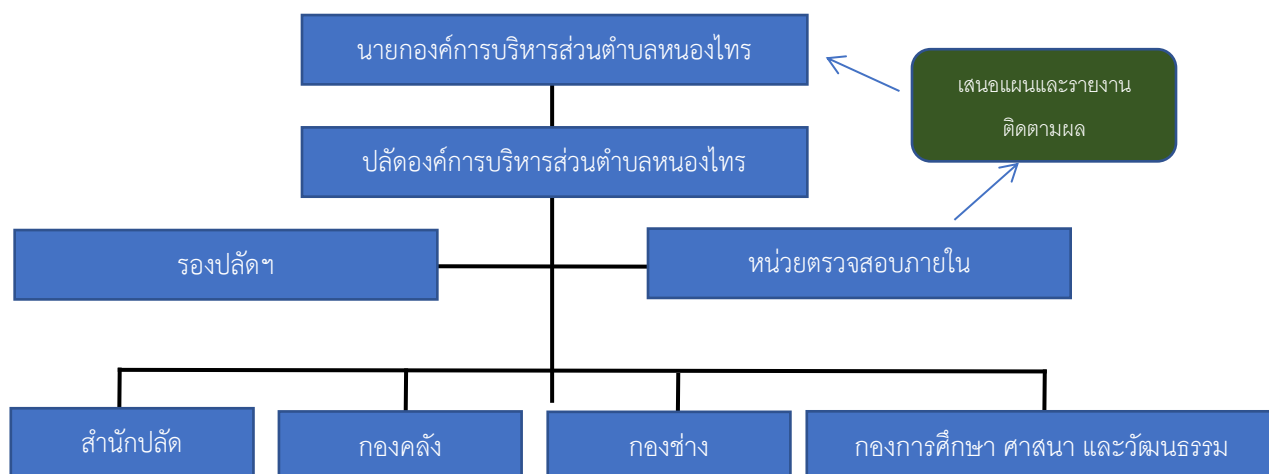 นายกองค์การบริหารส่วนตำบลหนองไทร
เสนอแผนและรายงาน
ติดตามผล
ปลัดองค์การบริหารส่วนตำบลหนองไทร
รองปลัดฯ
หน่วยตรวจสอบภายใน
สำนักปลัด
กองคลัง
กองช่าง
กองการศึกษา ศาสนา และวัฒนธรรม